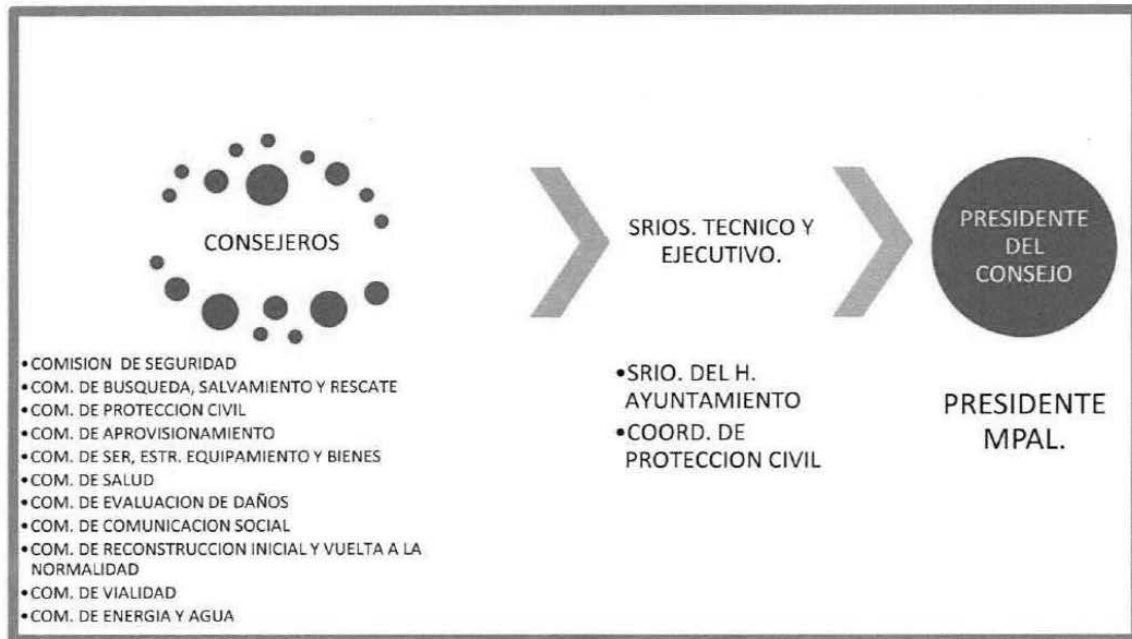 CONSEJEROS
•COMISION DE SEGURIDAD
•COM. DE BUSQUEDA, SALVAMENTO Y RESCATE
•COM. DE PROTECCION CIVIL
•COM. DE APROVISIONAMIENTO
•COM. DE SER, ESTR. EQUIPAMIENTO Y BIENES
•COM. DE SALUD
•COM. DE EVALUACION DE DAÑOS
•COM. DE COMUNICACION SOCIAL
•COM. DE RECONSTRUCCION INICIAL Y VUELTA A LA
NORMALIDAD
•COM. DE VIALIDAD
•COM. DE ENERGIA Y AGUA
SRIOS. TECNICO Y
EJECUTIVO.
•SRIO. DEL H.
AYUNTAMIENTO
•COORD. DE
PROTECCION CIVIL
PRESIDENTE
DEL
CONSEJO
PRESIDENTE
MPAL.